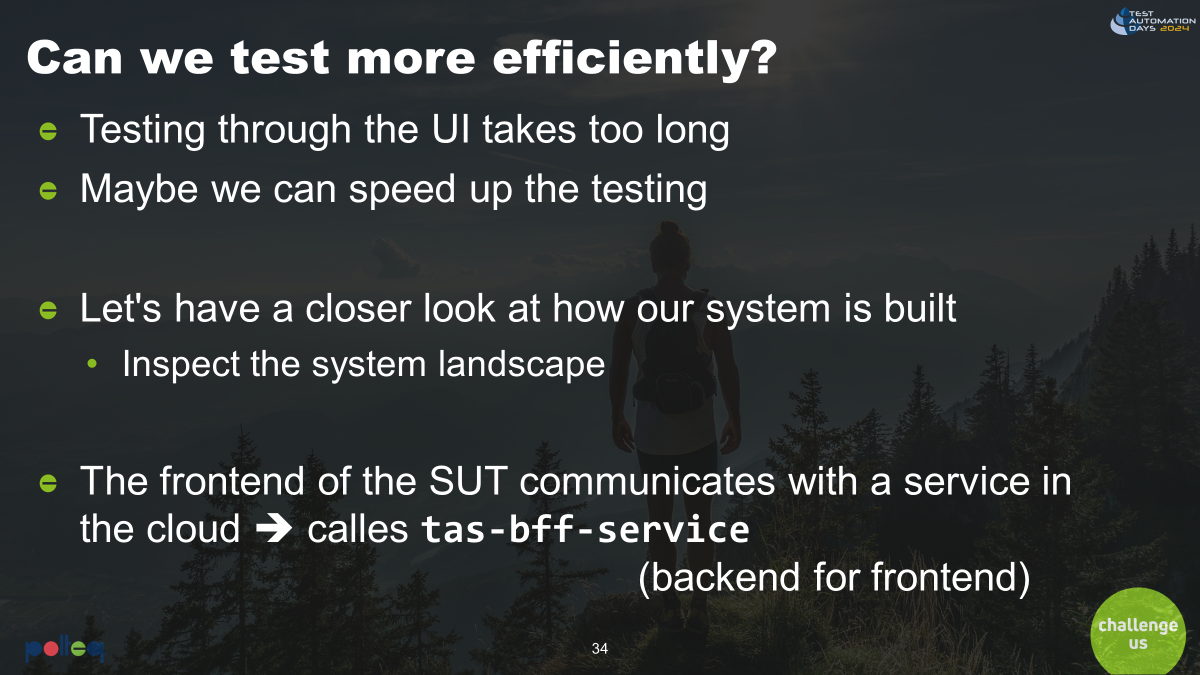 TEST
AUTOMATION
DAYS 2024
Can we test more efficiently?
Testing through the UI takes too long
Maybe we can speed up the testing
Let's have a closer look at how our system is built
• Inspect the system landscape
The frontend of the SUT communicates with a service in
the cloud ➔ calles tas-bff-service
(backend for frontend)
polteq
34
challenge
us